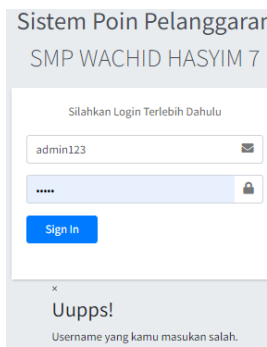 Sistem Poin Pelanggaran
SMP WACHID HASYIM 7
Silahkan Login Terlebih Dahulu
admin123
•••••
Sign In
×
Uupps!
Username yang kamu masukan salah.